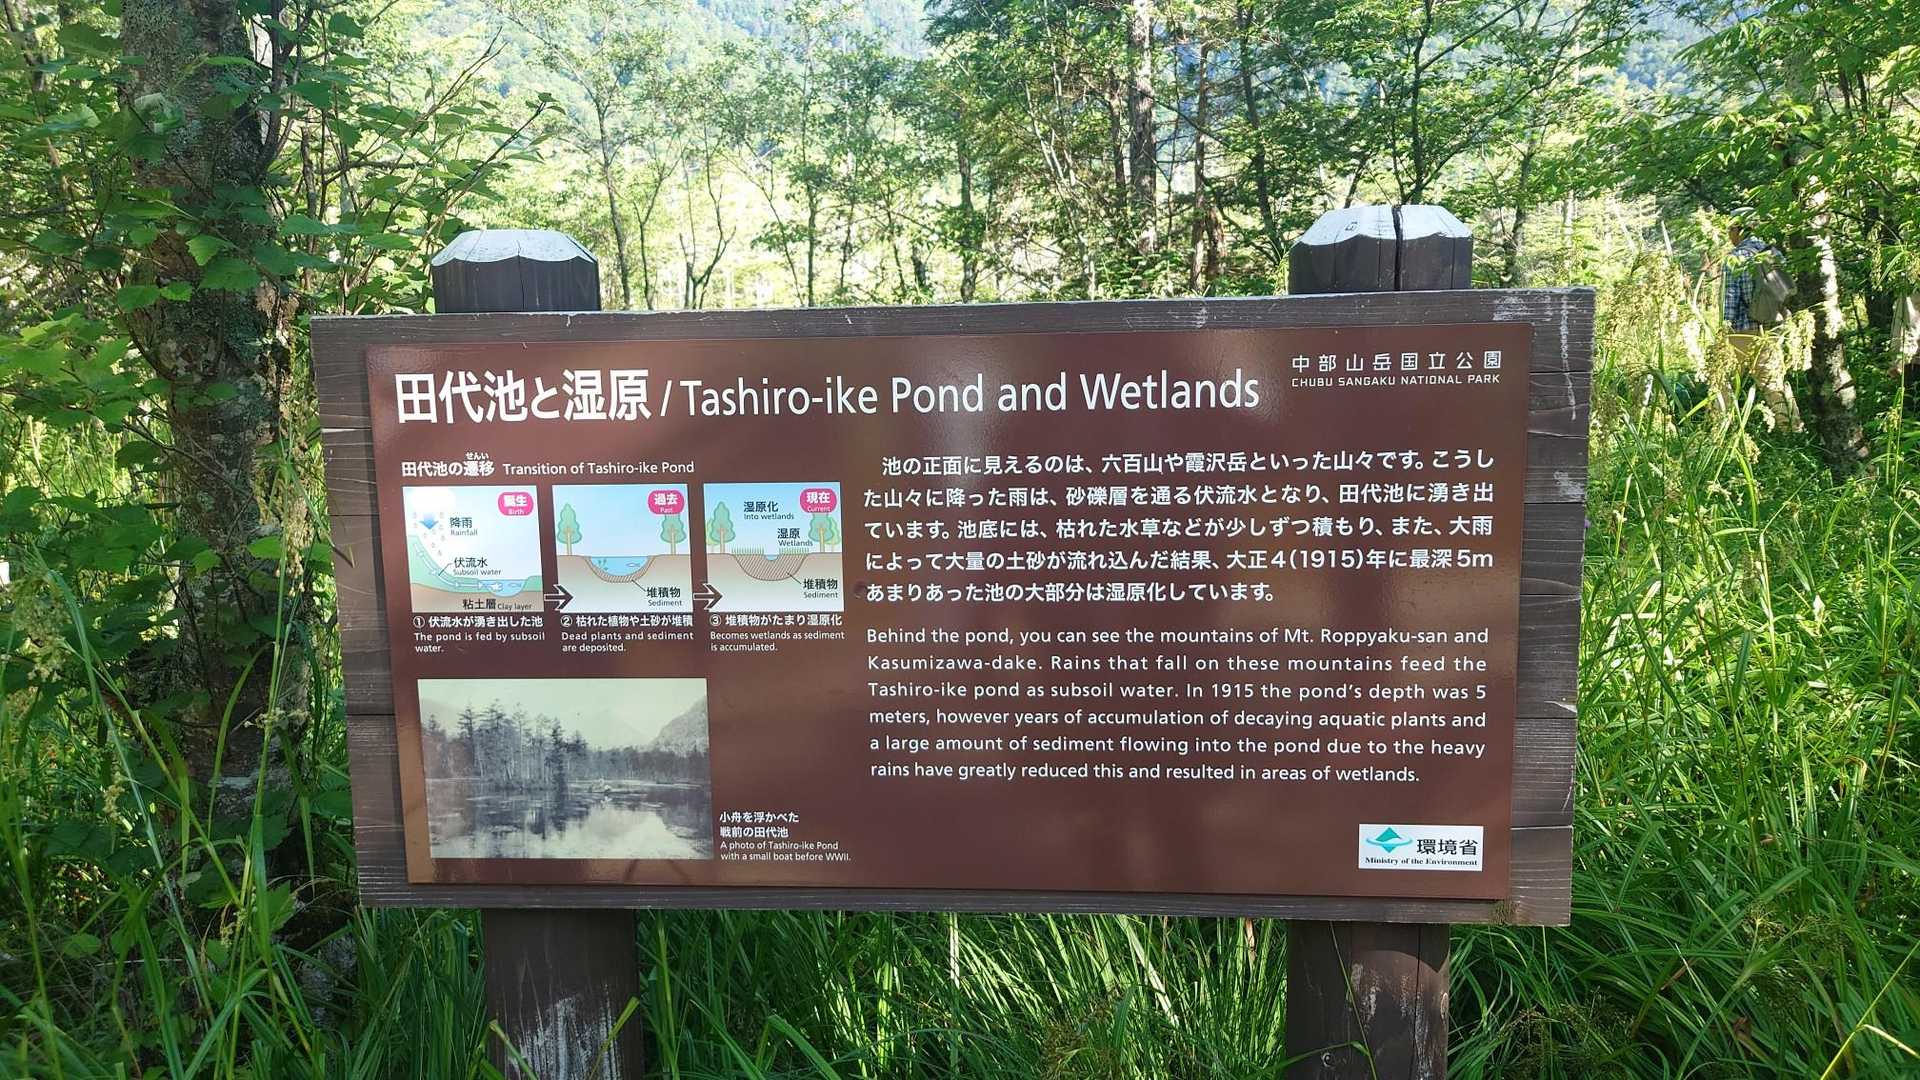 田代池と湿原 / Tashiro-ike Pond and Wetlands
中部山岳国立公園
CHUBU SANGAKU NATIONAL PARK
せんい
田代池の遷移 Transition of Tashiro-ike Pond
誕生
Birth
降雨
Rainfall
伏流水
Subsoil water
粘土層 Clay layer
① 伏流水が湧き出した池
The pond is fed by subsoil
water.
過去
Past
堆積物
Sediment
② 枯れた植物や土砂が堆積
Dead plants and sediment
are deposited.
現在
Current
湿原化
Into wetlands
湿原
Wetlands
堆積物
Sediment
③ 堆積物がたまり湿原化
Becomes wetlands as sediment
is accumulated.
小舟を浮かべた
戦前の田代池
A photo of Tashiro-ike Pond
with a small boat before WWII.
池の正面に見えるのは、六百山や霞沢岳といった山々です。こうし
た山々に降った雨は、砂礫層を通る伏流水となり、田代池に湧き出
ています。池底には、枯れた水草などが少しずつ積もり、また、大雨
によって大量の土砂が流れ込んだ結果、大正4(1915)年に最深5m
あまりあった池の大部分は湿原化しています。
Behind the pond, you can see the mountains of Mt. Roppyaku-san and
Kasumizawa-dake. Rains that fall on these mountains feed the
Tashiro-ike pond as subsoil water. In 1915 the pond's depth was 5
meters, however years of accumulation of decaying aquatic plants and
a large amount of sediment flowing into the pond due to the heavy
rains have greatly reduced this and resulted in areas of wetlands.
環境省
Ministry of the Environment